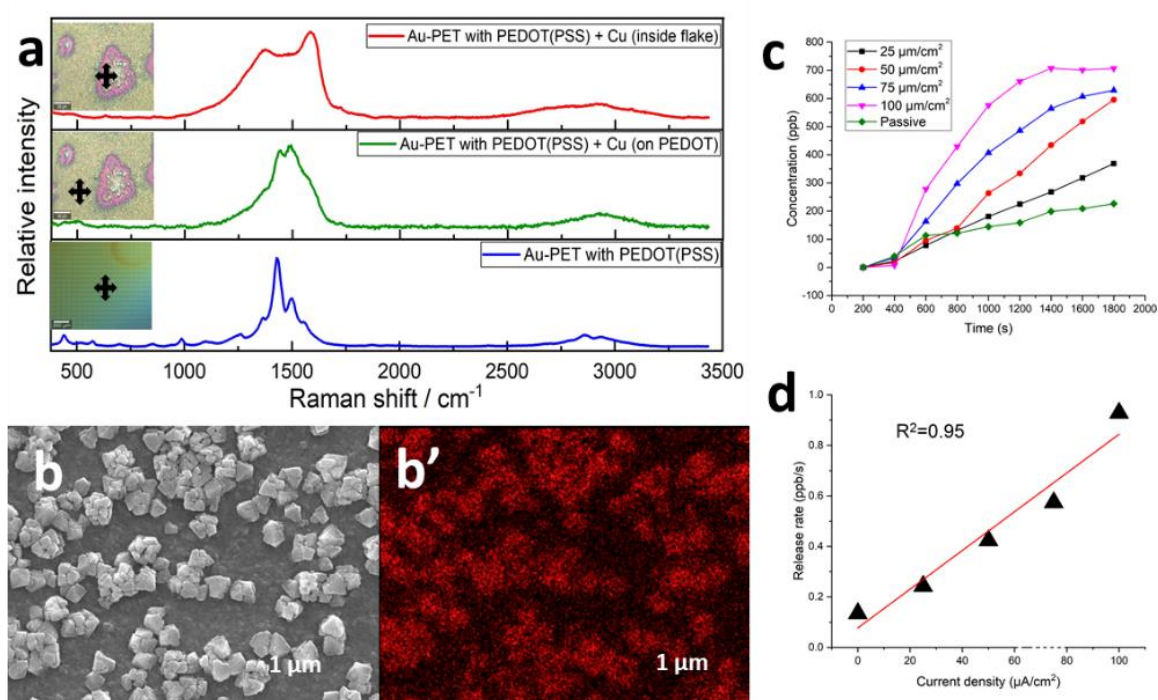 a
Au-PET with PEDOT(PSS) + Cu (inside flake)
Au-PET with PEDOT(PSS) + Cu (on PEDOT)
Au-PET with PEDOT(PSS)
Relative intensity
500 1000 1500 2000 2500 3000 3500
Raman shift / cm⁻¹
b
1 µm
b'
1 µm
c
25 µm/cm²
50 µm/cm²
75 µm/cm²
100 µm/cm²
Passive
Concentration (ppb)
800
700
600
500
400
300
200
100
0
-100
0 200 400 600 800 1000 1200 1400 1600 1800 2000
Time (s)
d
R²=0.95
Release rate (ppb/s)
1.0
0.8
0.6
0.4
0.2
0.0
0 20 40 60 80 100
Current density (µA/cm²)